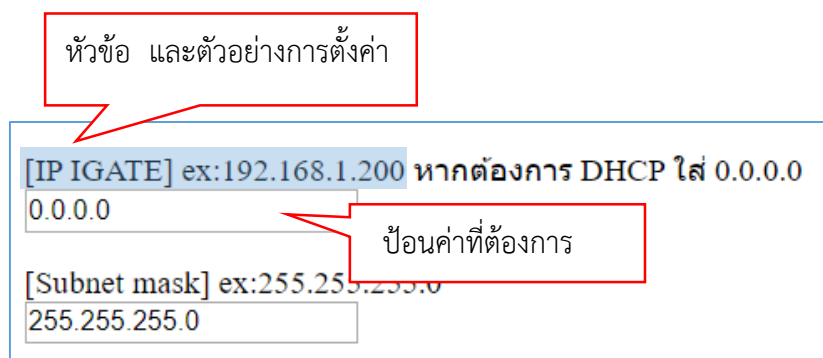 หัวข้อ และตัวอย่างการตั้งค่า
[IP IGATE] ex:192.168.1.200 หากต้องการ DHCP ใส่ 0.0.0.0
0.0.0.0
ป้อนค่าที่ต้องการ
[Subnet mask] ex:255.255.255.0
255.255.255.0